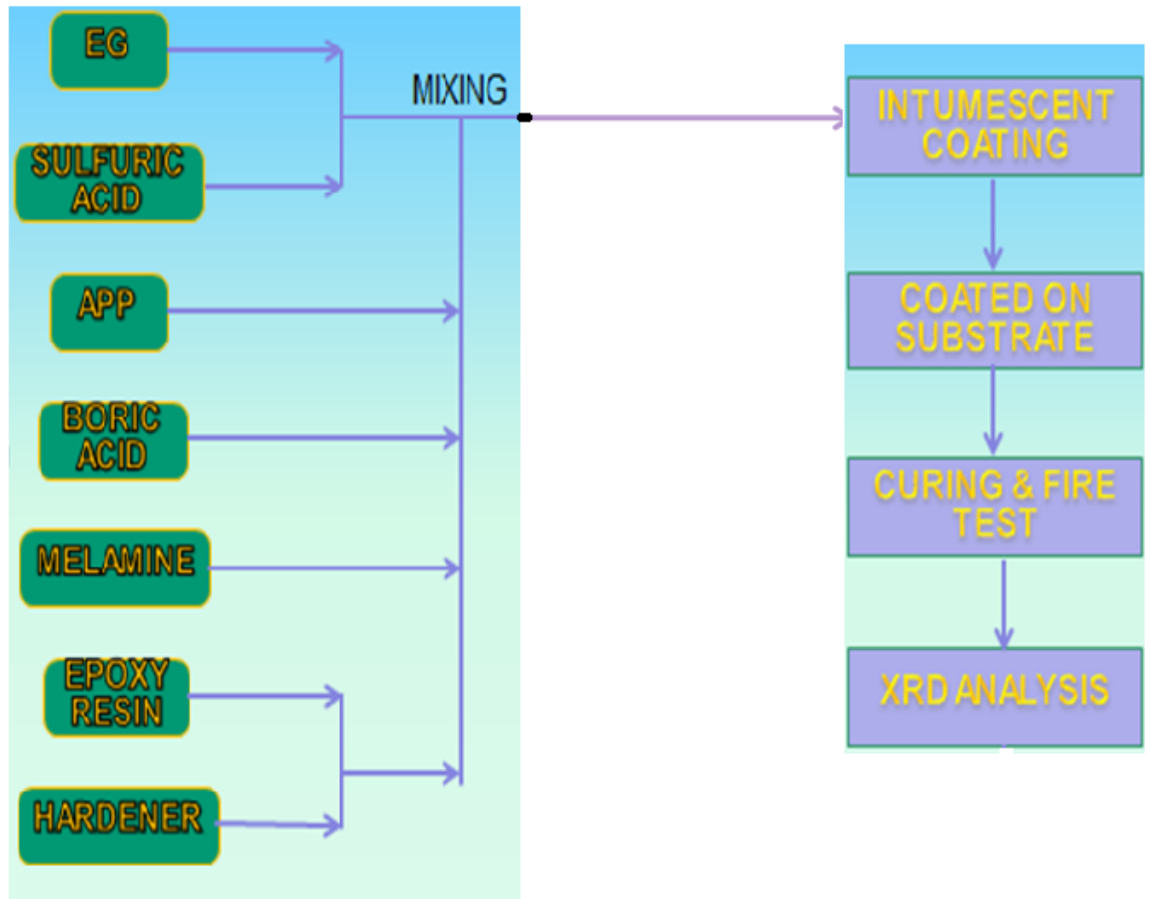 EG
SULFURIC
ACID
APP
BORIC
ACID
MELAMINE
EPOXY
RESIN
HARDENER
MIXING
INTUMESCENT
COATING
COATED ON
SUBSTRATE
CURING & FIRE
TEST
XRD ANALYSIS